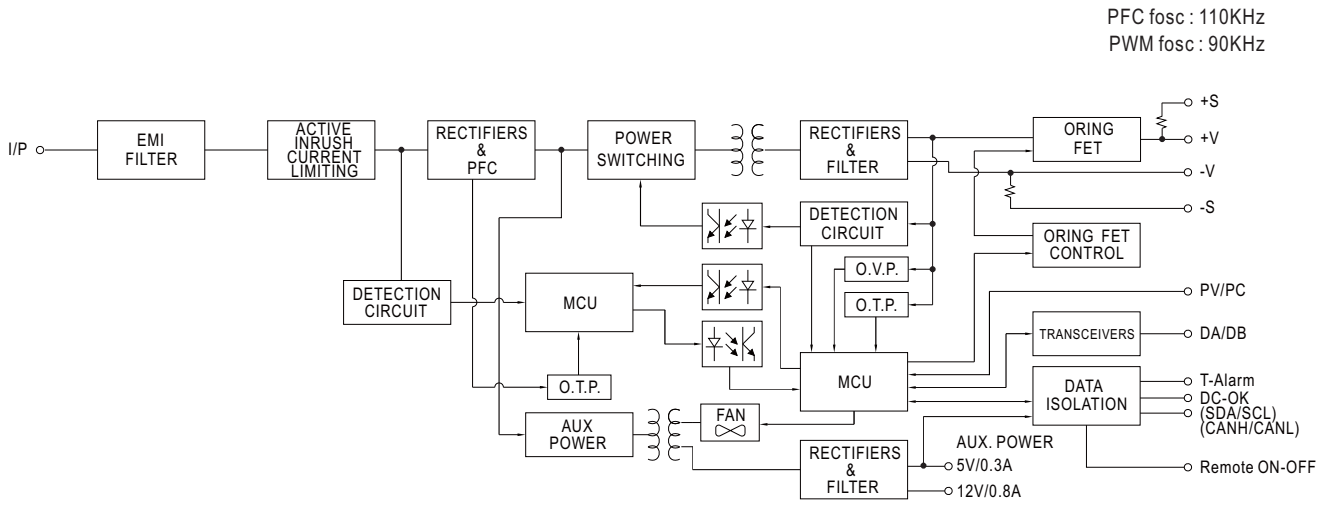 PFC fosc : 110KHz
PWM fosc : 90KHz
I/P
EMI
FILTER
ACTIVE
INRUSH
CURRENT
LIMITING
RECTIFIERS
&
PFC
POWER
SWITCHING
RECTIFIERS
&
FILTER
ORING
FET
+S
+V
-V
-S
DETECTION
CIRCUIT
ORING FET
CONTROL
O.V.P.
O.T.P.
DETECTION
CIRCUIT
MCU
PV/PC
TRANSCEIVERS
DA/DB
MCU
O.T.P.
DATA
ISOLATION
T-Alarm
DC-OK
(SDA/SCL)
(CANH/CANL)
AUX
POWER
FAN
RECTIFIERS
&
FILTER
AUX. POWER
5V/0.3A
12V/0.8A
Remote ON-OFF